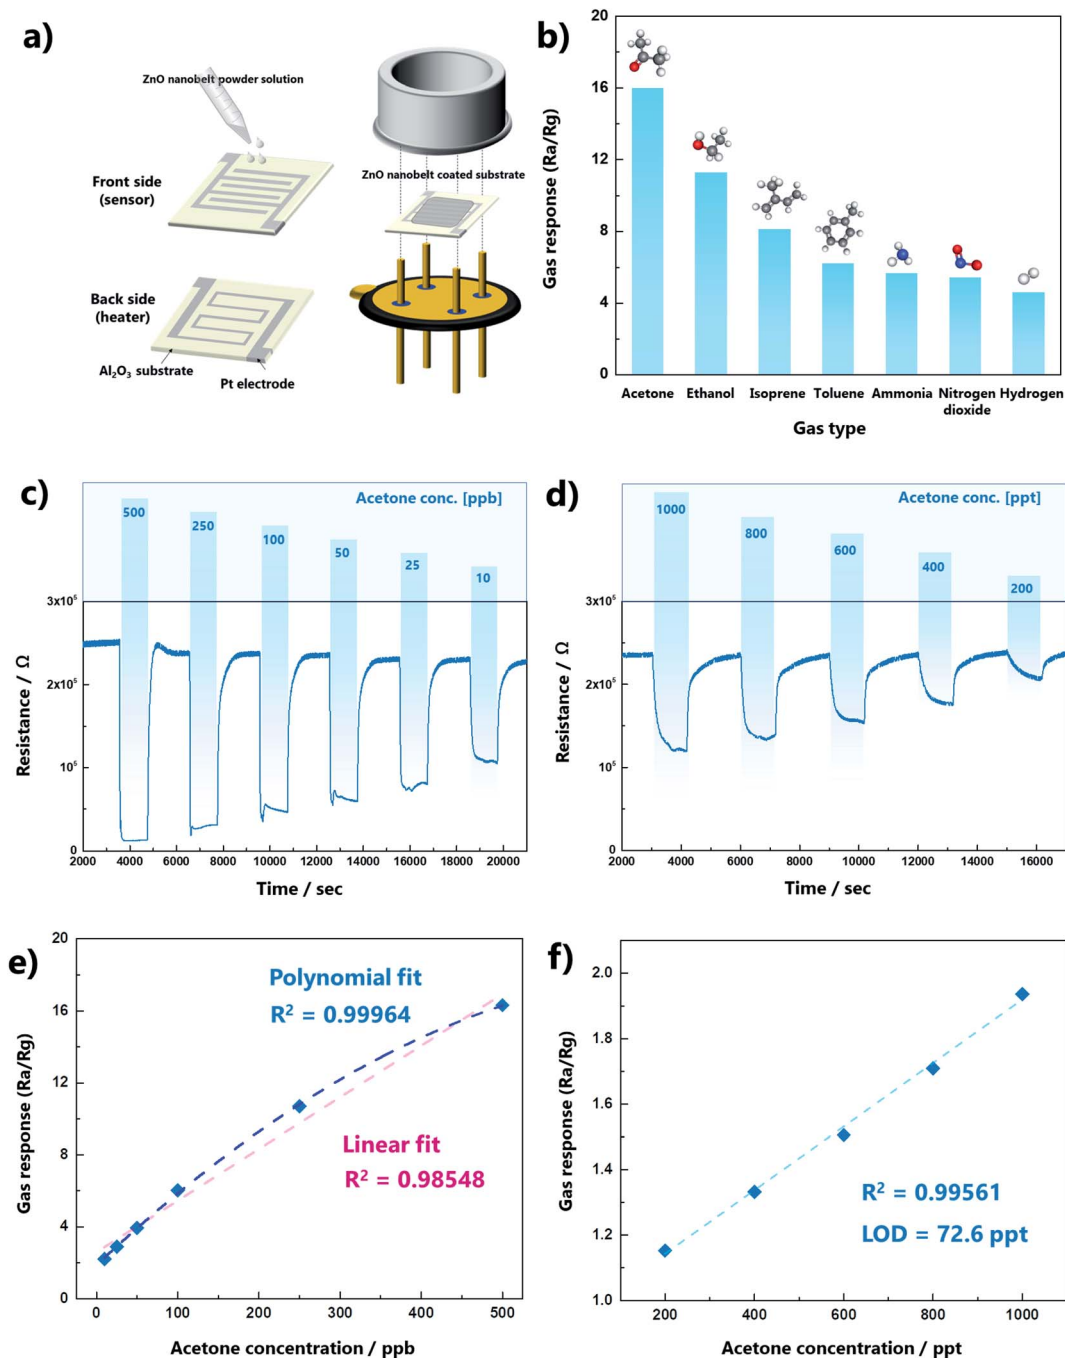 a)
ZnO nanobelt powder solution
Front side
(sensor)
Back side
(heater)
Al₂O₃ substrate
Pt electrode
ZnO nanobelt coated substrate
b)
Gas response (Ra/Rg)
20
16
12
8
4
0
Acetone Ethanol Isoprene Toluene Ammonia Nitrogen dioxide Hydrogen
Gas type
c)
Acetone conc. [ppb]
500
250
100
50
25
10
Resistance / Ω
3x10⁵
2x10⁵
10⁵
0
2000 4000 6000 8000 10000 12000 14000 16000 18000 20000
Time / sec
d)
Acetone conc. [ppt]
1000
800
600
400
200
Resistance / Ω
3x10⁵
2x10⁵
10⁵
0
2000 4000 6000 8000 10000 12000 14000 16000
Time / sec
e)
Gas response (Ra/Rg)
20
16
12
8
4
0
Polynomial fit
R² = 0.99964
Linear fit
R² = 0.98548
0 100 200 300 400 500
Acetone concentration / ppb
f)
Gas response (Ra/Rg)
2.0
1.8
1.6
1.4
1.2
1.0
R² = 0.99561
LOD = 72.6 ppt
200 400 600 800 1000
Acetone concentration / ppt